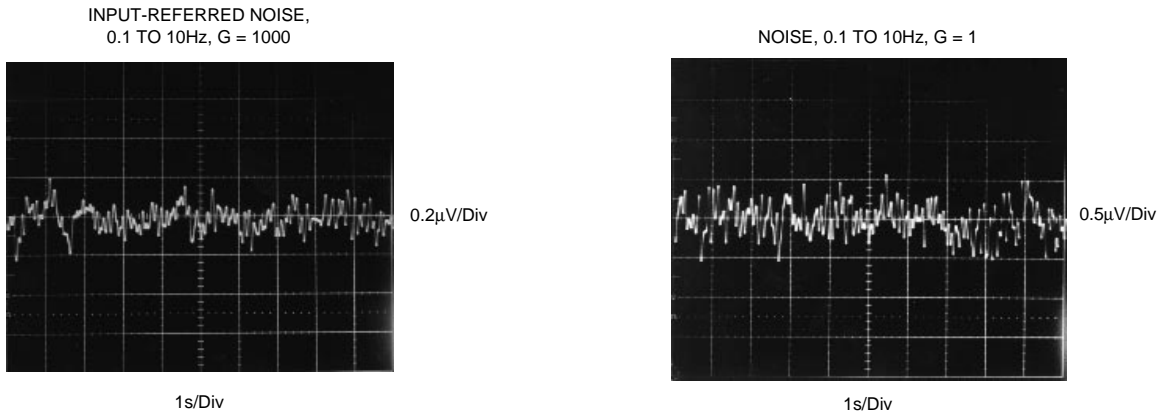 INPUT-REFERRED NOISE,
0.1 TO 10Hz, G = 1000
0.2µV/Div
1s/Div
NOISE, 0.1 TO 10Hz, G = 1
0.5µV/Div
1s/Div